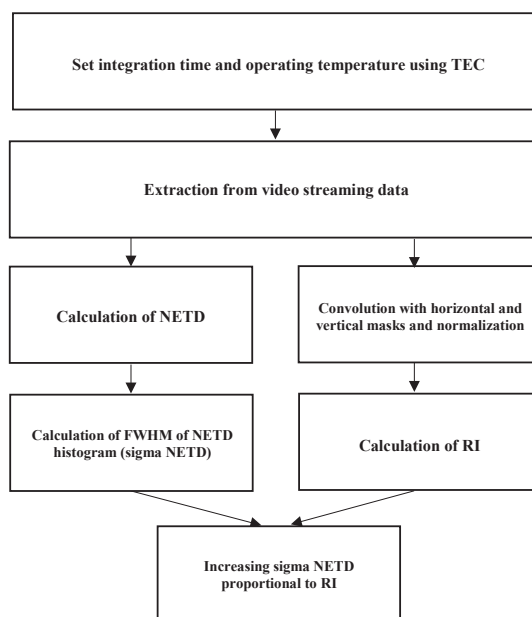 Set integration time and operating temperature using TEC
Extraction from video streaming data
Calculation of NETD
Convolution with horizontal and
vertical masks and normalization
Calculation of FWHM of NETD
histogram (sigma NETD)
Calculation of RI
Increasing sigma NETD
proportional to RI